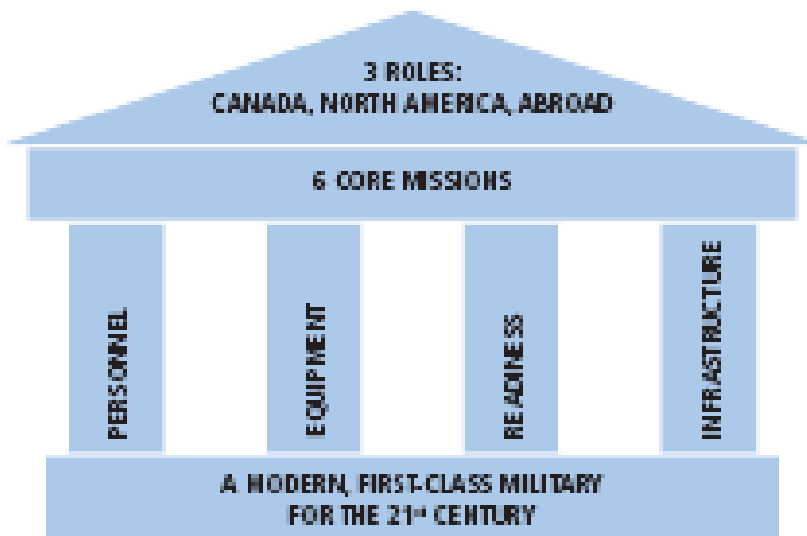 3 ROLES:
CANADA, NORTH AMERICA, ABROAD
6 CORE MISSIONS
PERSONNEL
EQUIPMENT
READINESS
INFRASTRUCTURE
A MODERN, FIRST-CLASS MILITARY
FOR THE 21st CENTURY